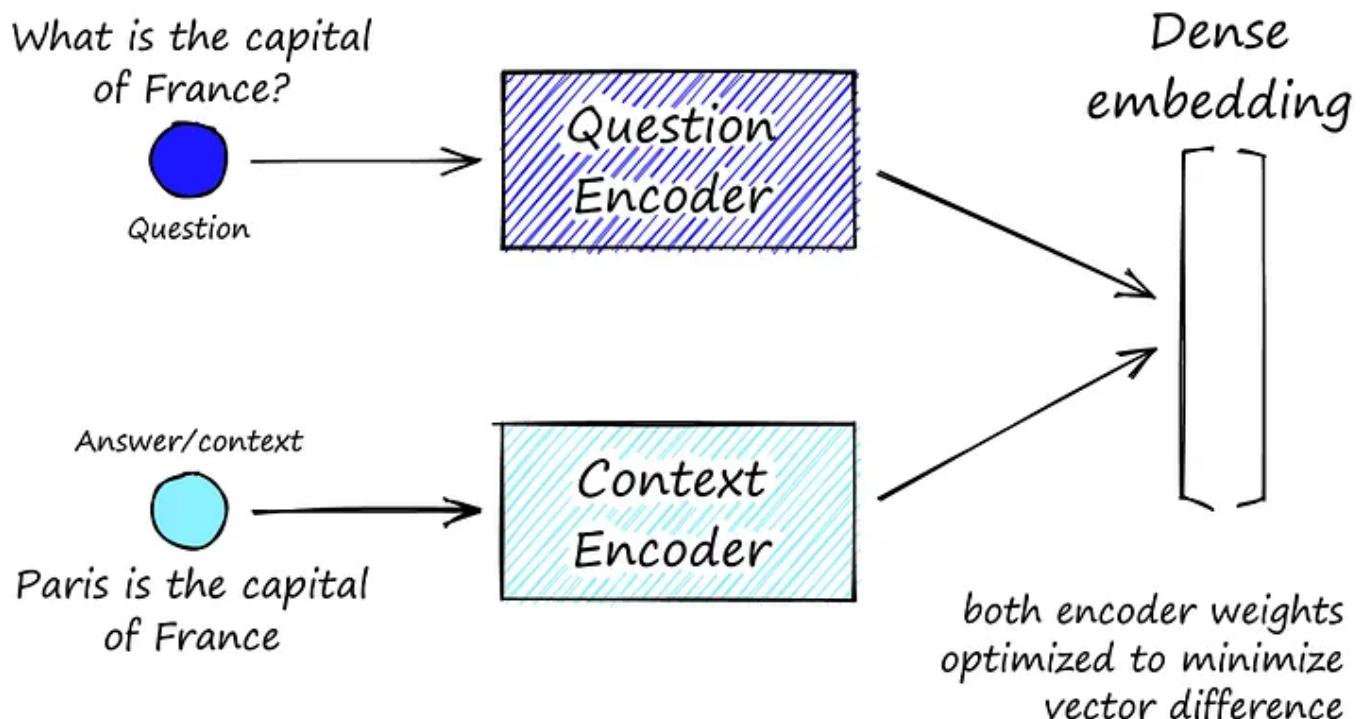 What is the capital
of France?
Question
Question
Encoder
Dense
embedding
Answer/context
Paris is the capital
of France
Context
Encoder
both encoder weights
optimized to minimize
vector difference